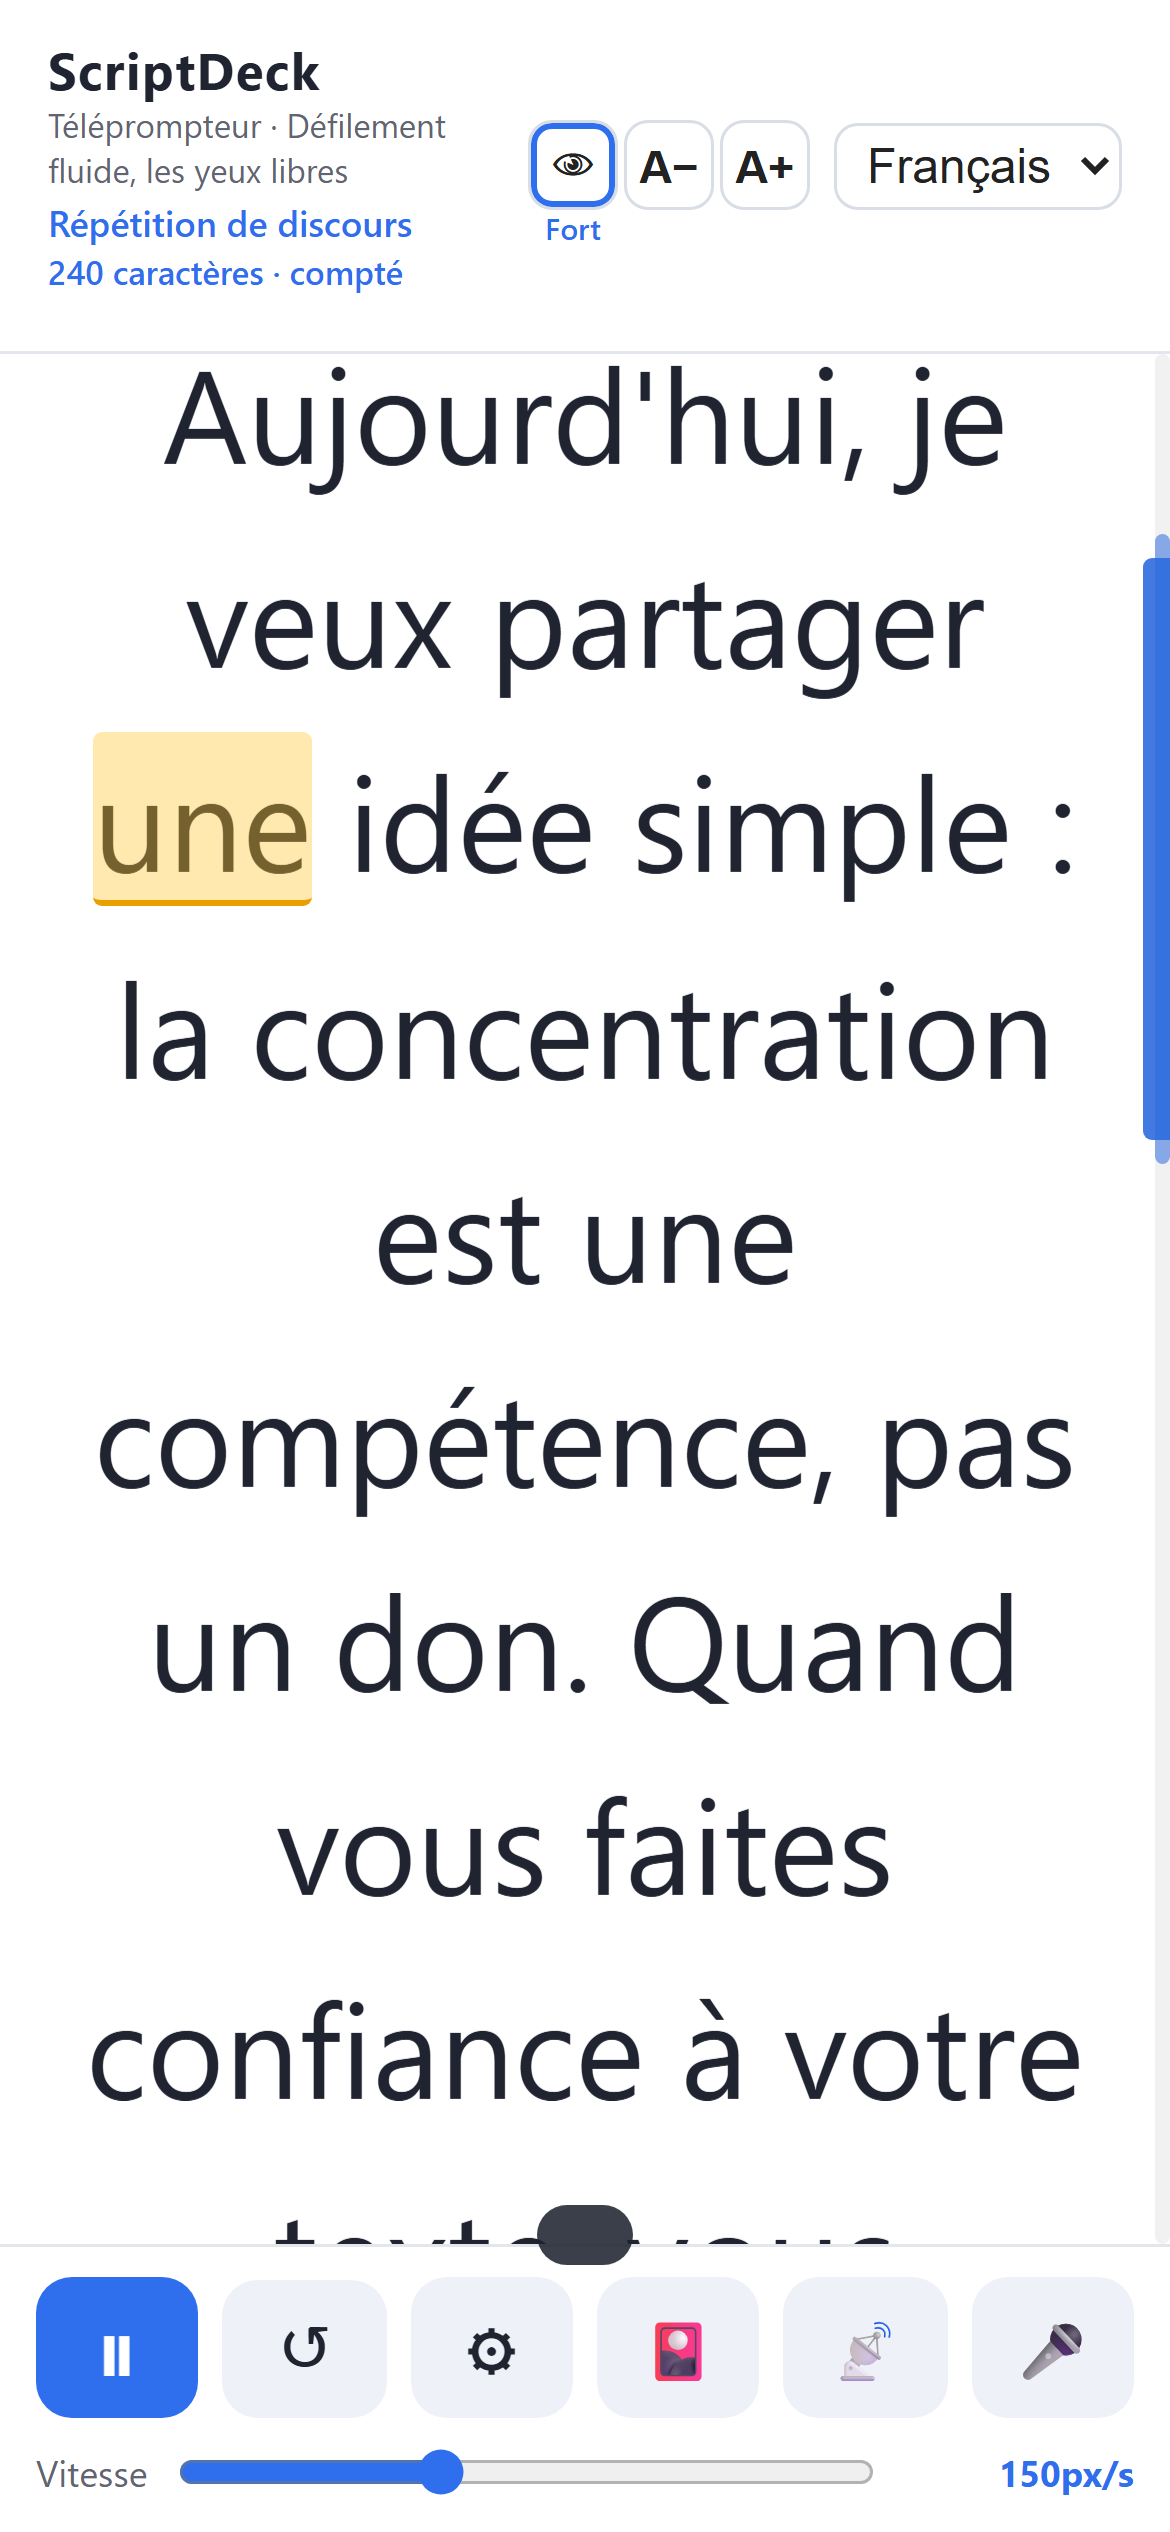 ScriptDeck
Téléprompteur · Défilement
fluide, les yeux libres
Répétition de discours
240 caractères · compté
Fort
A−
A+
Français
Aujourd'hui, je
veux partager
une idée simple :
la concentration
est une
compétence, pas
un don. Quand
vous faites
confiance à votre
Vitesse
150px/s